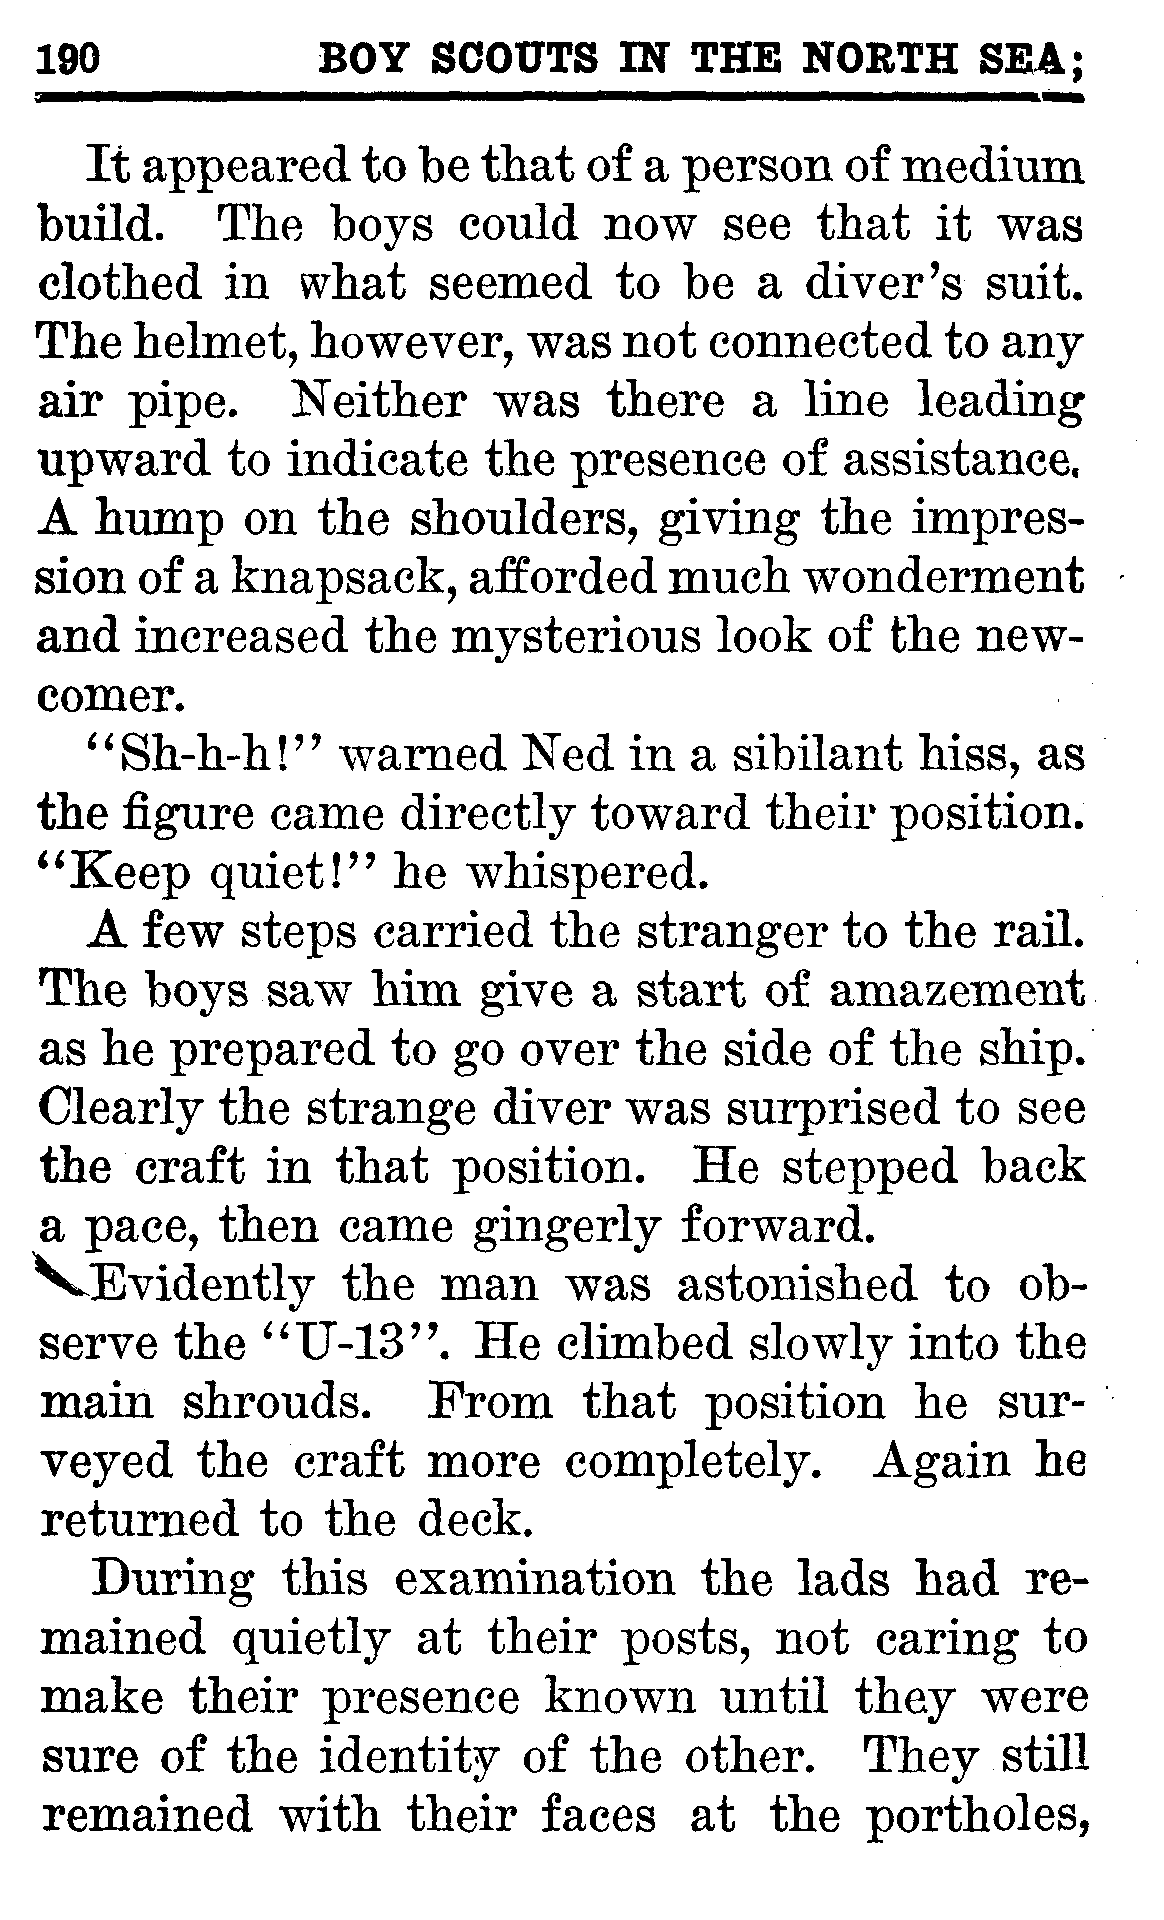 190 BOY SCOUTS IN THE NORTH SEA;
It appeared to be that of a person of medium
build. The boys could now see that it was
clothed in what seemed to be a diver's suit.
The helmet, however, was not connected to any
air pipe. Neither was there a line leading
upward to indicate the presence of assistance.
A hump on the shoulders, giving the impres-
sion of a knapsack, afforded much wonderment
and increased the mysterious look of the new-
comer.
"Sh-h-h!" warned Ned in a sibilant hiss, as
the figure came directly toward their position.
"Keep quiet!" he whispered.
A few steps carried the stranger to the rail.
The boys saw him give a start of amazement
as he prepared to go over the side of the ship.
Clearly the strange diver was surprised to see
the craft in that position. He stepped back
a pace, then came gingerly forward.
Evidently the man was astonished to ob-
serve the "U-13". He climbed slowly into the
main shrouds. From that position he sur-
veyed the craft more completely. Again he
returned to the deck.
During this examination the lads had re-
mained quietly at their posts, not caring to
make their presence known until they were
sure of the identity of the other. They still
remained with their faces at the portholes,